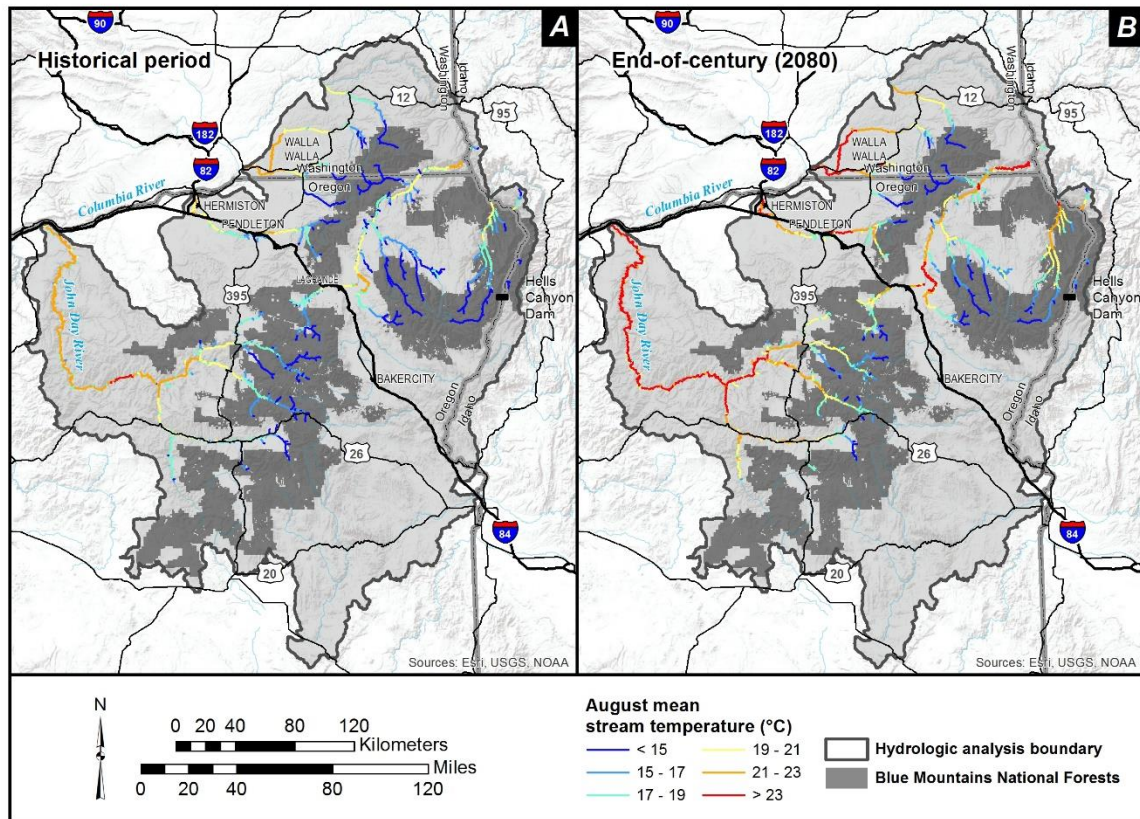 A
Historical period
90
182
82
12
95
395
26
20
84
Washington
Idaho
WALLA
WALLA
Washington
Oregon
Columbia River
HERMISTON
PENDLETON
John Day River
Hells
Canyon
Dam
BAKERCITY
Oregon
Idaho
Sources: Esri, USGS, NOAA
B
End-of-century (2080)
90
182
82
12
95
395
26
20
84
Washington
Idaho
WALLA
WALLA
Washington
Oregon
Columbia River
HERMISTON
PENDLETON
John Day River
Hells
Canyon
Dam
BAKERCITY
Oregon
Idaho
Sources: Esri, USGS, NOAA
N
0 20 40 80 120
Kilometers
Miles
0 20 40 80 120
August mean
stream temperature (°C)
< 15
15 - 17
17 - 19
19 - 21
21 - 23
> 23
Hydrologic analysis boundary
Blue Mountains National Forests